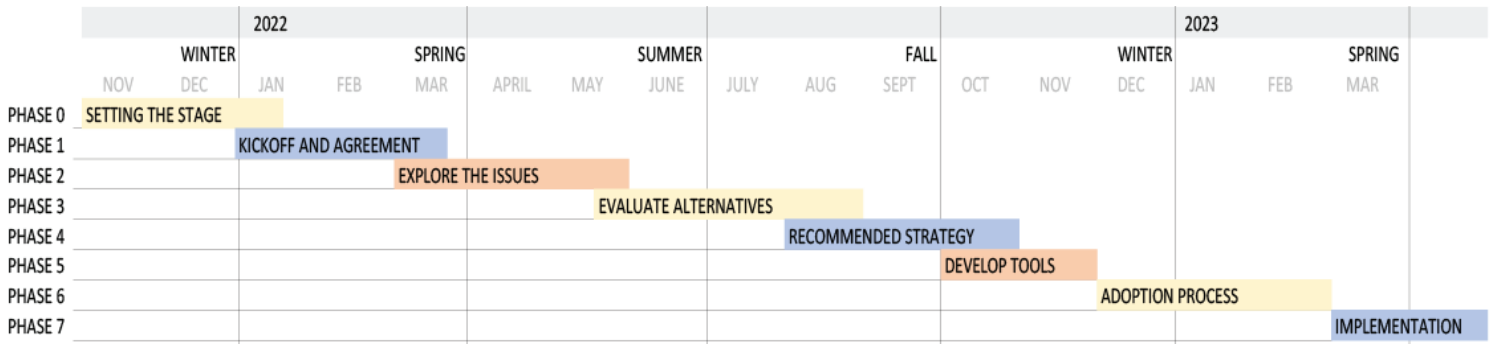 2022 2023
WINTER SPRING SUMMER FALL WINTER SPRING
NOV DEC JAN FEB MAR APRIL MAY JUNE JULY AUG SEPT OCT NOV DEC JAN FEB MAR
PHASE 0 SETTING THE STAGE
PHASE 1 KICKOFF AND AGREEMENT
PHASE 2 EXPLORE THE ISSUES
PHASE 3 EVALUATE ALTERNATIVES
PHASE 4 RECOMMENDED STRATEGY
PHASE 5 DEVELOP TOOLS
PHASE 6 ADOPTION PROCESS
PHASE 7 IMPLEMENTATION